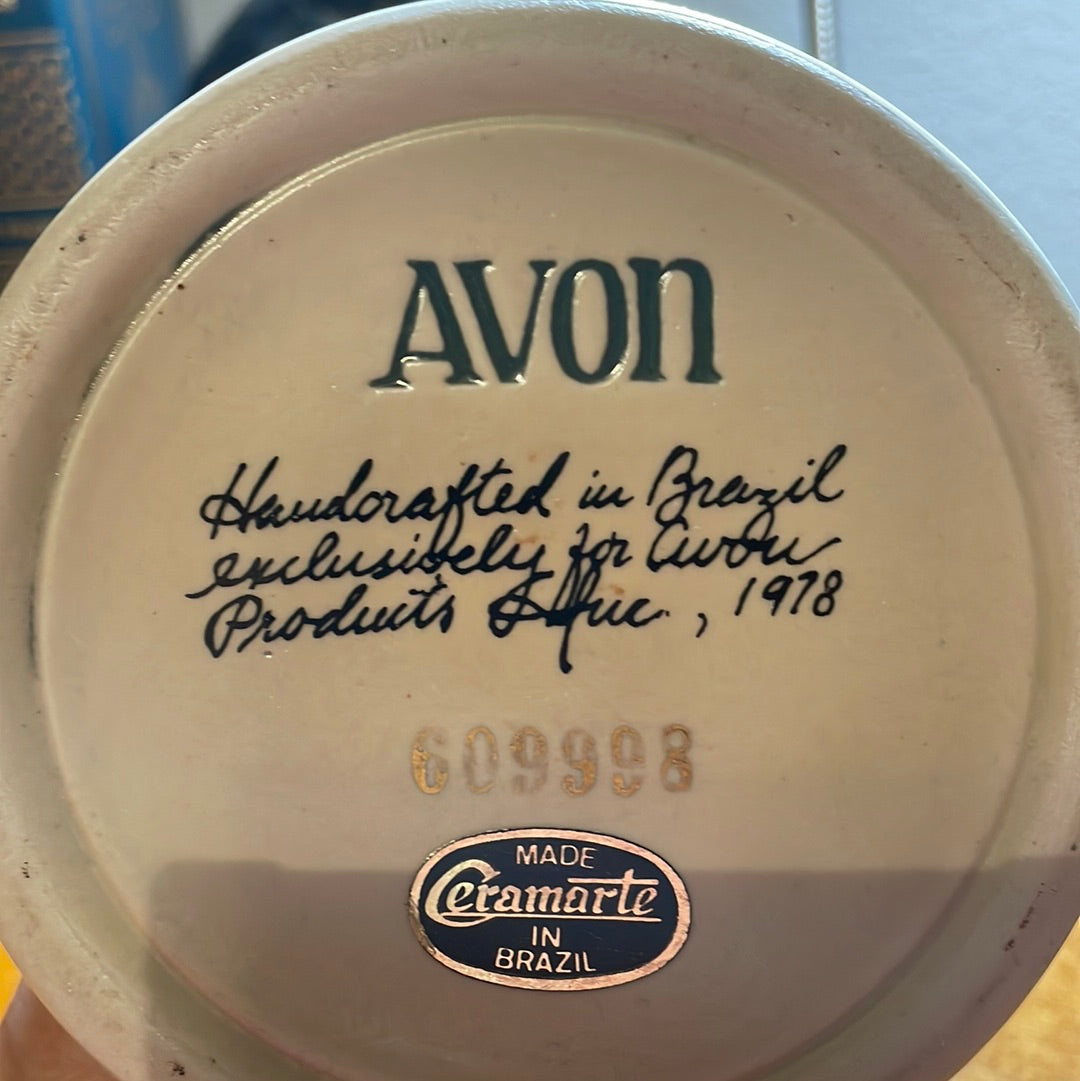 AVON
Handcrafted in Brazil
exclusively for Avon
Products Inc., 1978
609998
MADE
Ceramarte
IN
BRAZIL